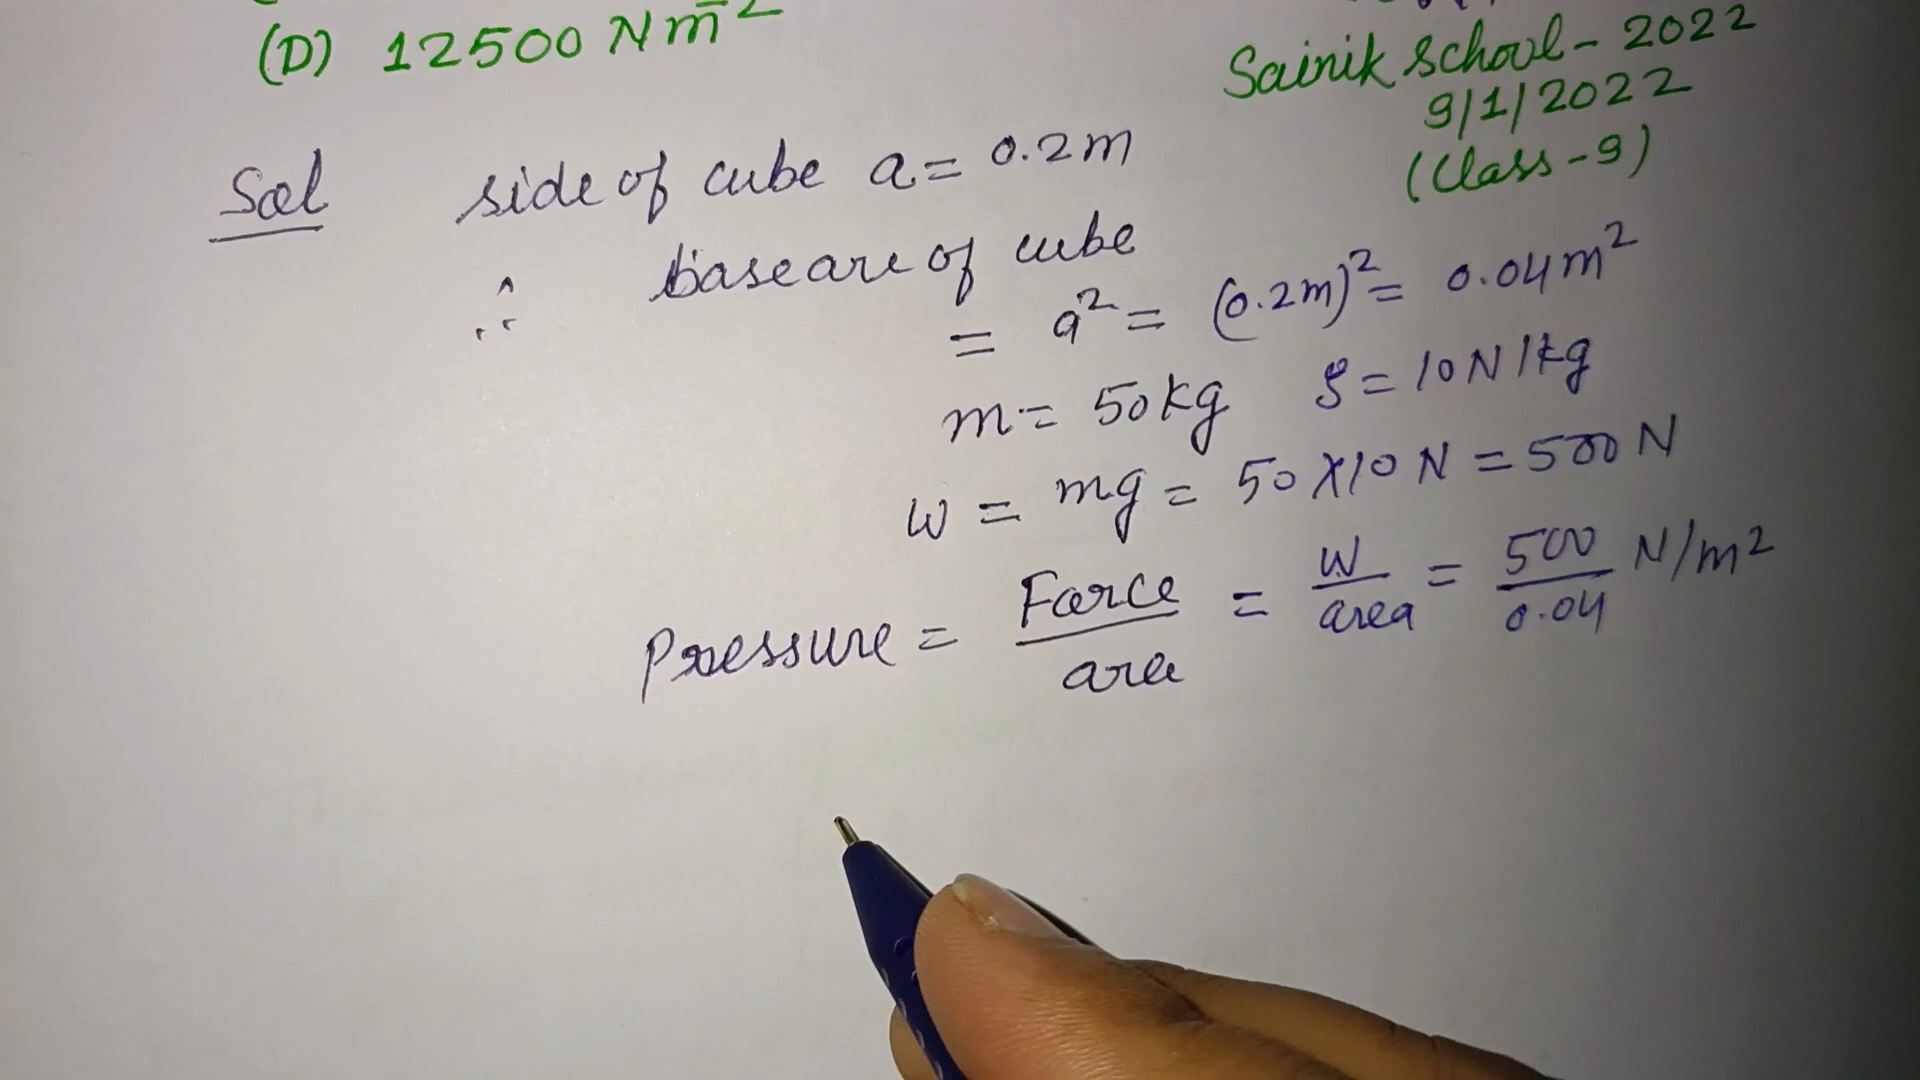 (D) 12500 Nm⁻²
Sainik School - 2022
9/1/2022
(Class - 9)
Sol side of cube a = 0.2m
∴ base are of cube
= a² = (0.2m)² = 0.04m²
m = 50kg g = 10N/kg
W = mg = 50X10 N = 500 N
Pressure = Force/area = W/area = 500/0.04 N/m²